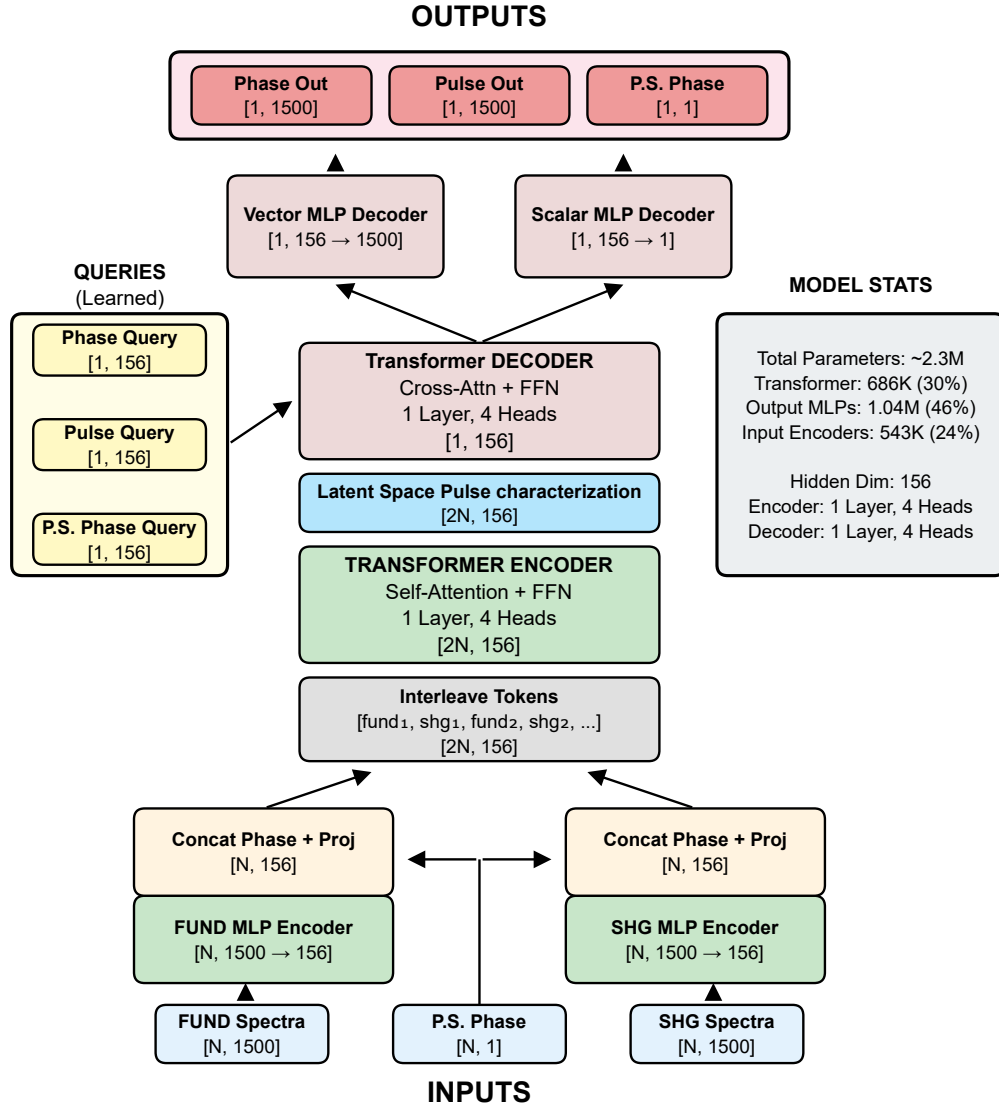 OUTPUTS
Phase Out
[1, 1500]
Pulse Out
[1, 1500]
P.S. Phase
[1, 1]
Vector MLP Decoder
[1, 156 → 1500]
Scalar MLP Decoder
[1, 156 → 1]
QUERIES
(Learned)
Phase Query
[1, 156]
Pulse Query
[1, 156]
P.S. Phase Query
[1, 156]
Transformer DECODER
Cross-Attn + FFN
1 Layer, 4 Heads
[1, 156]
Latent Space Pulse characterization
[2N, 156]
TRANSFORMER ENCODER
Self-Attention + FFN
1 Layer, 4 Heads
[2N, 156]
Interleave Tokens
[fund₁, shg₁, fund₂, shg₂, ...]
[2N, 156]
MODEL STATS
Total Parameters: ~2.3M
Transformer: 686K (30%)
Output MLPs: 1.04M (46%)
Input Encoders: 543K (24%)
Hidden Dim: 156
Encoder: 1 Layer, 4 Heads
Decoder: 1 Layer, 4 Heads
Concat Phase + Proj
[N, 156]
FUND MLP Encoder
[N, 1500 → 156]
Concat Phase + Proj
[N, 156]
SHG MLP Encoder
[N, 1500 → 156]
FUND Spectra
[N, 1500]
P.S. Phase
[N, 1]
SHG Spectra
[N, 1500]
INPUTS